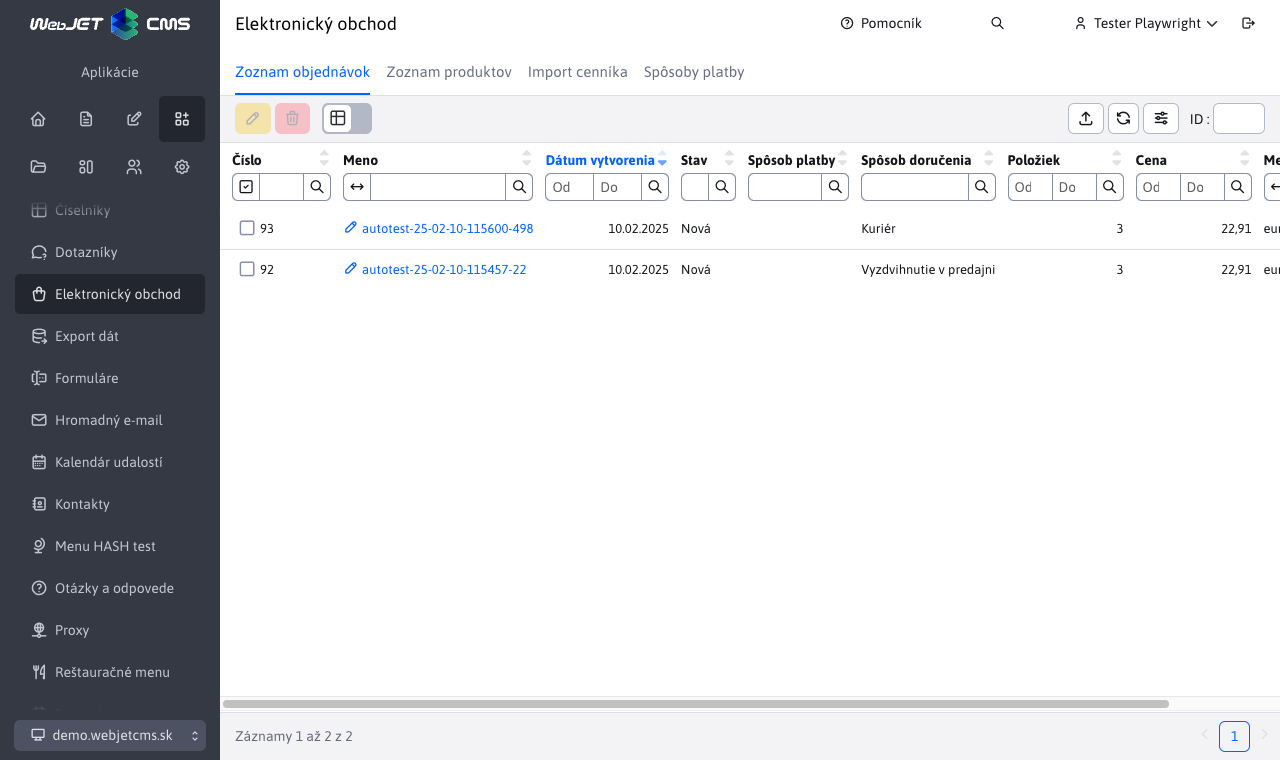 WebJET CMS
Elektronický obchod
Pomocník
Tester Playwright
Aplikácie
Zoznam objednávok Zoznam produktov Import cenníka Spôsoby platby
ID :
Číselníky
Dotazníky
Elektronický obchod
Export dát
Formuláre
Hromadný e-mail
Kalendár udalostí
Kontakty
Menu HASH test
Otázky a odpovede
Proxy
Reštauračné menu
demo.webjetcms.sk
Číslo Meno Dátum vytvorenia Stav Spôsob platby Spôsob doručenia Položiek Cena Me
Od Do Od Do Od Do
93 autotest-25-02-10-115600-498 10.02.2025 Nová Kuriér 3 22,91 eur
92 autotest-25-02-10-115457-22 10.02.2025 Nová Vyzdvihnutie v predajni 3 22,91 eur
Záznamy 1 až 2 z 2
1